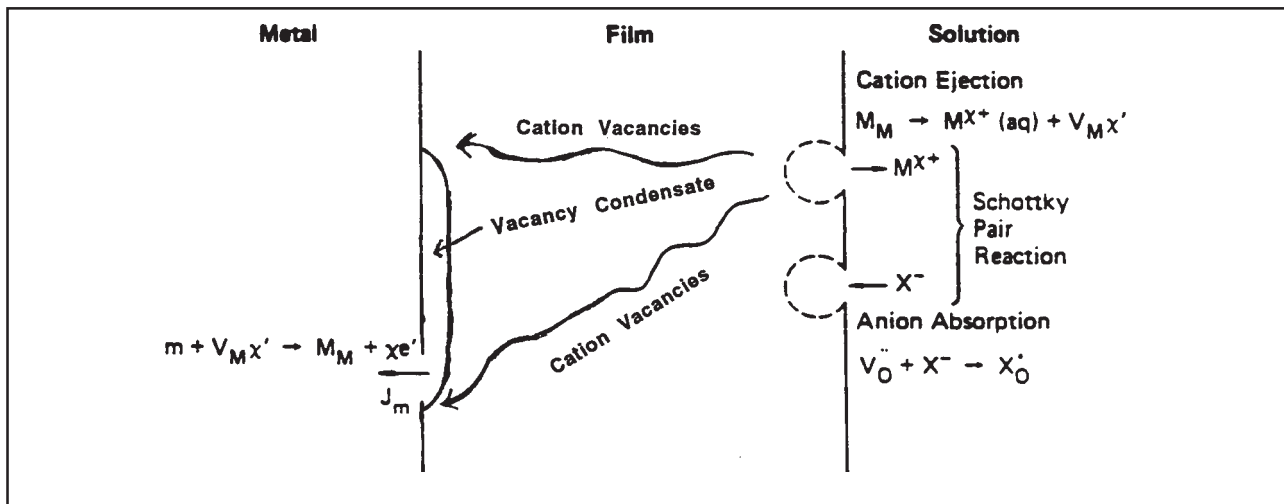 Metal
Film
Solution
Cation Ejection
M_M → M^χ+ (aq) + V_M^χ′
Cation Vacancies
→ M^χ+
Vacancy Condensate
Schottky
Pair
Reaction
Cation Vacancies
← X⁻
Anion Absorption
m + V_M^χ′ → M_M + χe′
V_O^¨ + X⁻ → X_O^•
J_m